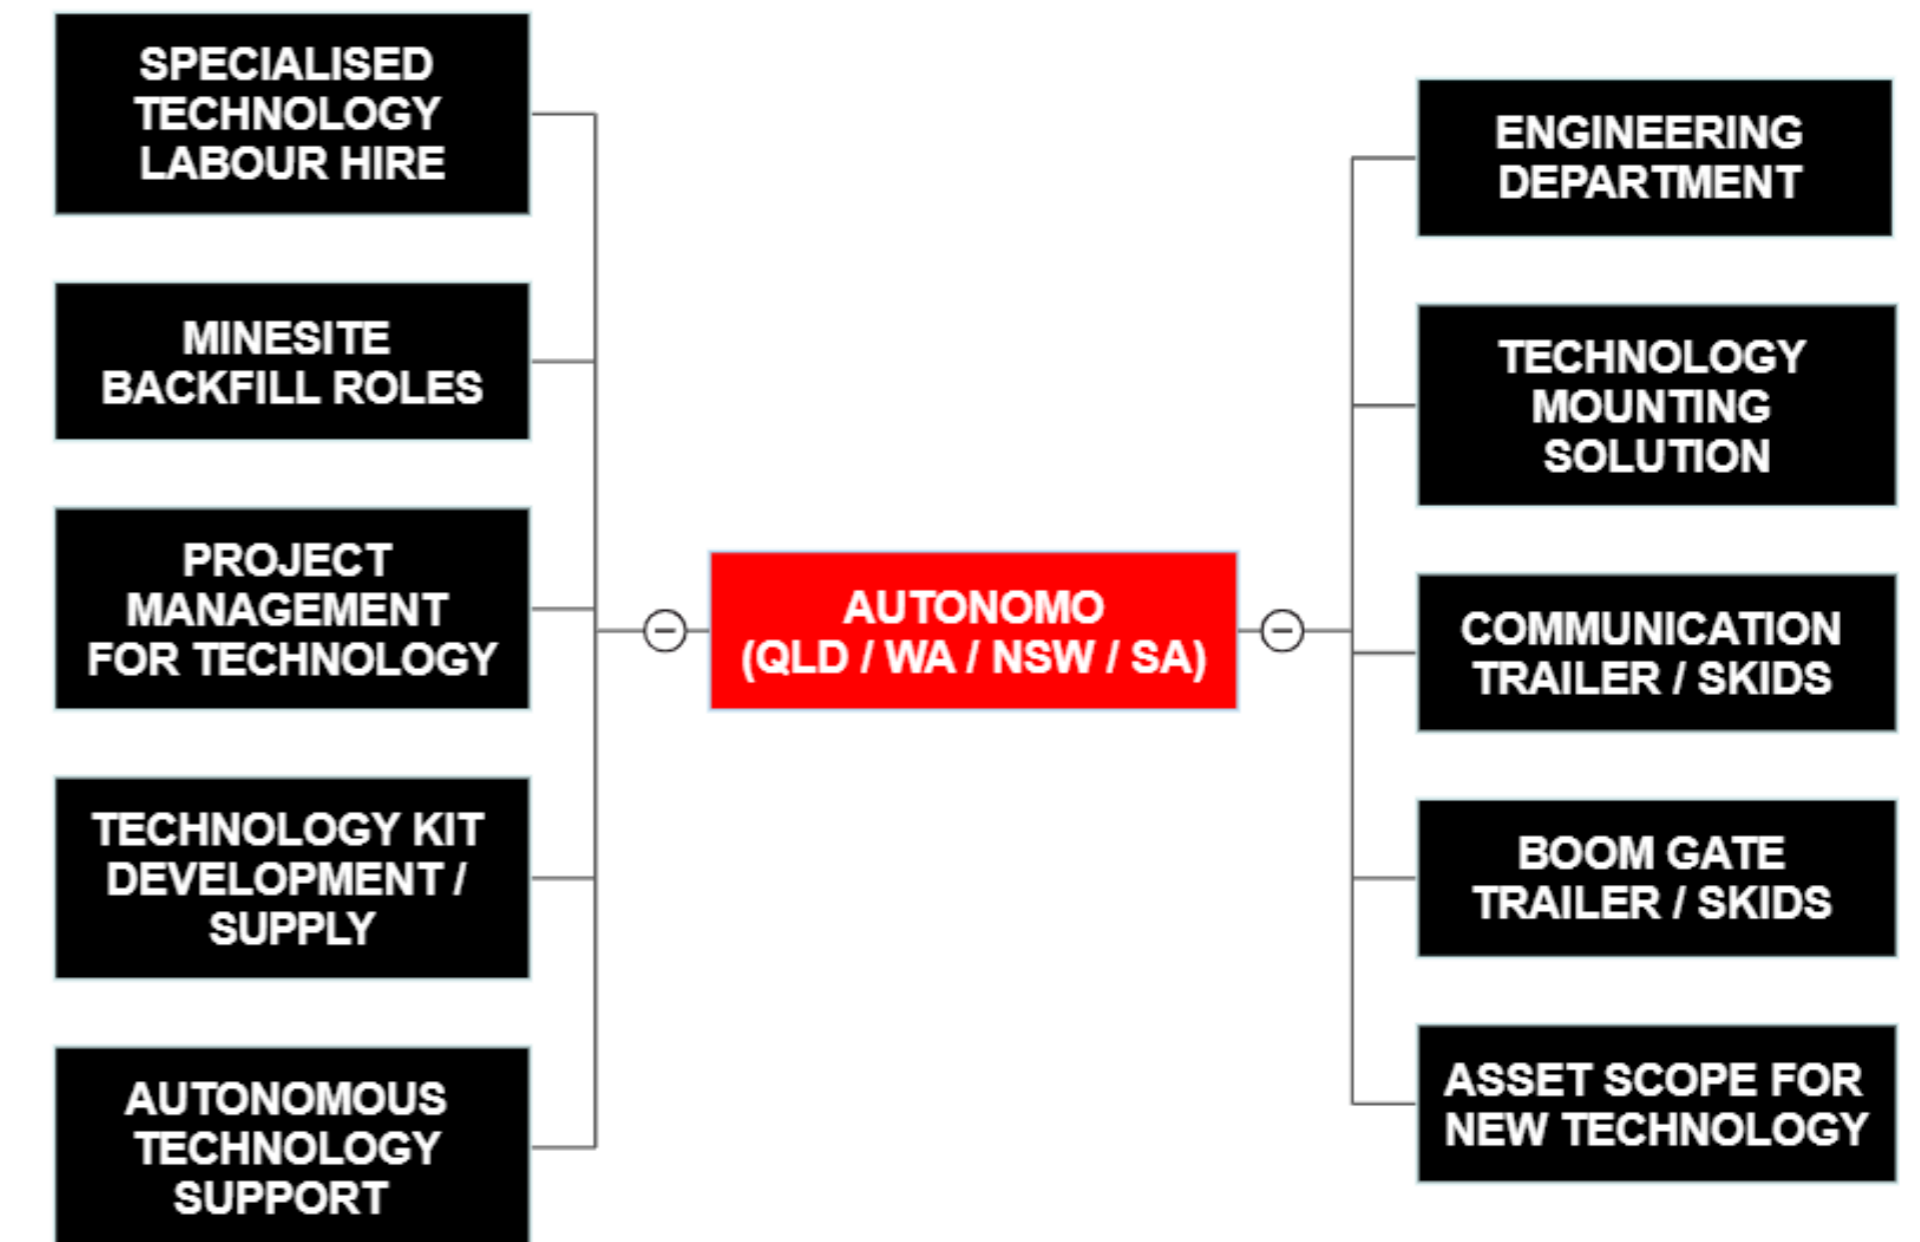 SPECIALISED
TECHNOLOGY
LABOUR HIRE
MINESITE
BACKFILL ROLES
PROJECT
MANAGEMENT
FOR TECHNOLOGY
TECHNOLOGY KIT
DEVELOPMENT /
SUPPLY
AUTONOMOUS
TECHNOLOGY
SUPPORT
AUTONOMO
(QLD / WA / NSW / SA)
ENGINEERING
DEPARTMENT
TECHNOLOGY
MOUNTING
SOLUTION
COMMUNICATION
TRAILER / SKIDS
BOOM GATE
TRAILER / SKIDS
ASSET SCOPE FOR
NEW TECHNOLOGY